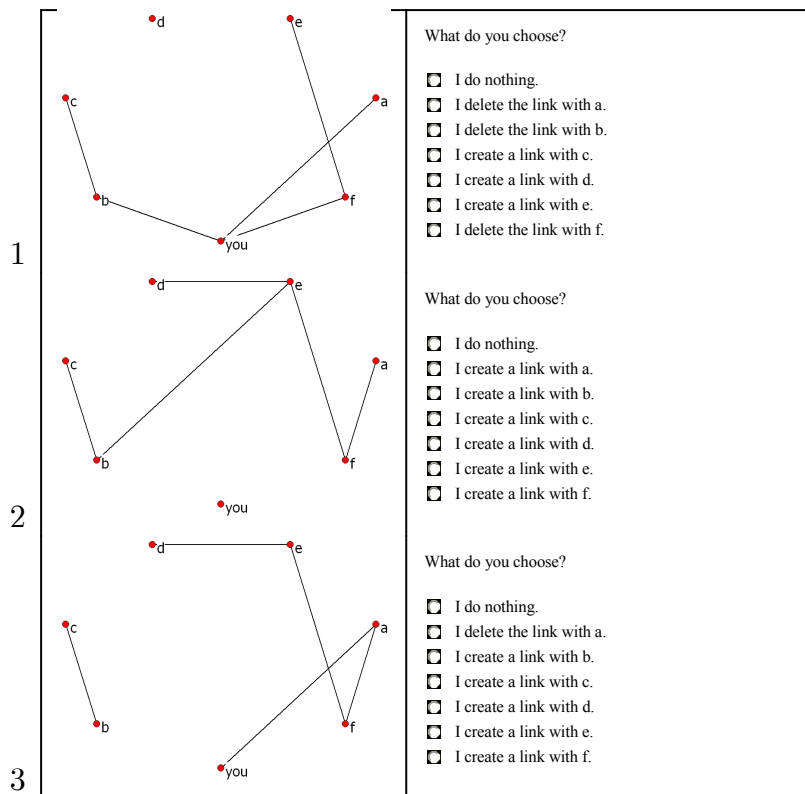 d
e
c
a
b
f
you
1
What do you choose?
I do nothing.
I delete the link with a.
I delete the link with b.
I create a link with c.
I create a link with d.
I create a link with e.
I delete the link with f.
d
e
c
a
b
f
you
2
What do you choose?
I do nothing.
I create a link with a.
I create a link with b.
I create a link with c.
I create a link with d.
I create a link with e.
I create a link with f.
d
e
c
a
b
f
you
3
What do you choose?
I do nothing.
I delete the link with a.
I create a link with b.
I create a link with c.
I create a link with d.
I create a link with e.
I create a link with f.